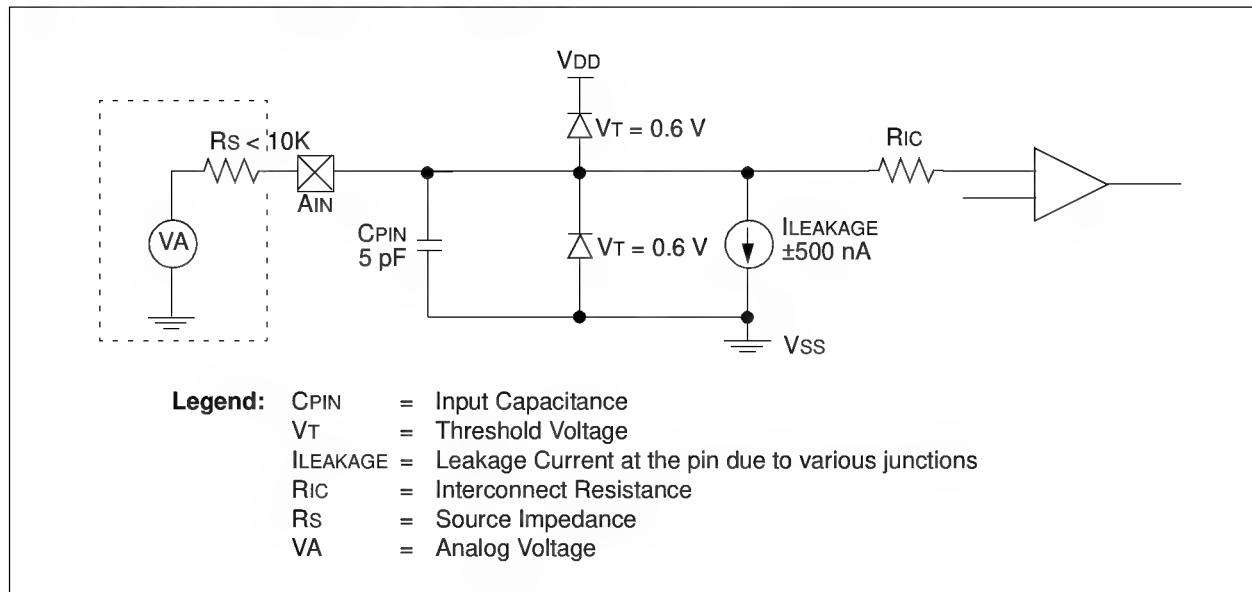 VDD
VT = 0.6 V
RS < 10K
RIC
AIN
VA
CPIN
5 pF
VT = 0.6 V
ILEAKAGE
±500 nA
VSS
Legend: CPIN = Input Capacitance
VT = Threshold Voltage
ILEAKAGE = Leakage Current at the pin due to various junctions
RIC = Interconnect Resistance
RS = Source Impedance
VA = Analog Voltage